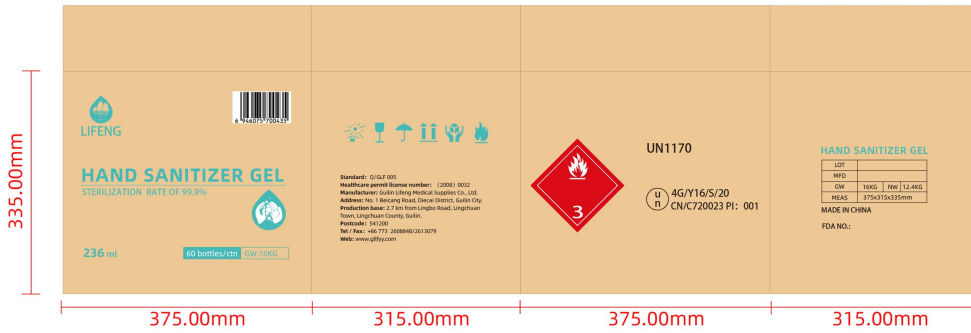 LIFENG
6 946075 700435
HAND SANITIZER GEL
STERILIZATION RATE OF 99.9%
236 ml
60 bottles/ctn GW:16KG
Standard: Q/GLF 005
Healthcare permit license number: (2008) 0032
Manufacturer: Guilin Lifeng Medical Supplies Co., Ltd.
Address: No. 1 Beicang Road, Diecai District, Guilin City.
Production base: 2.7 km from Lingbo Road, Lingchuan
Town, Lingchuan County, Guilin.
Postcode: 541200
Tel / Fax: +86 773 2608848/2613079
Web: www.gllfyy.com
3
UN1170
u
n
4G/Y16/S/20
CN/C720023 PI: 001
HAND SANITIZER GEL
LOT
MFD
GW 16KG NW 12.4KG
MEAS 375x315x335mm
MADE IN CHINA
FDA NO.:
335.00mm
375.00mm
315.00mm
375.00mm
315.00mm